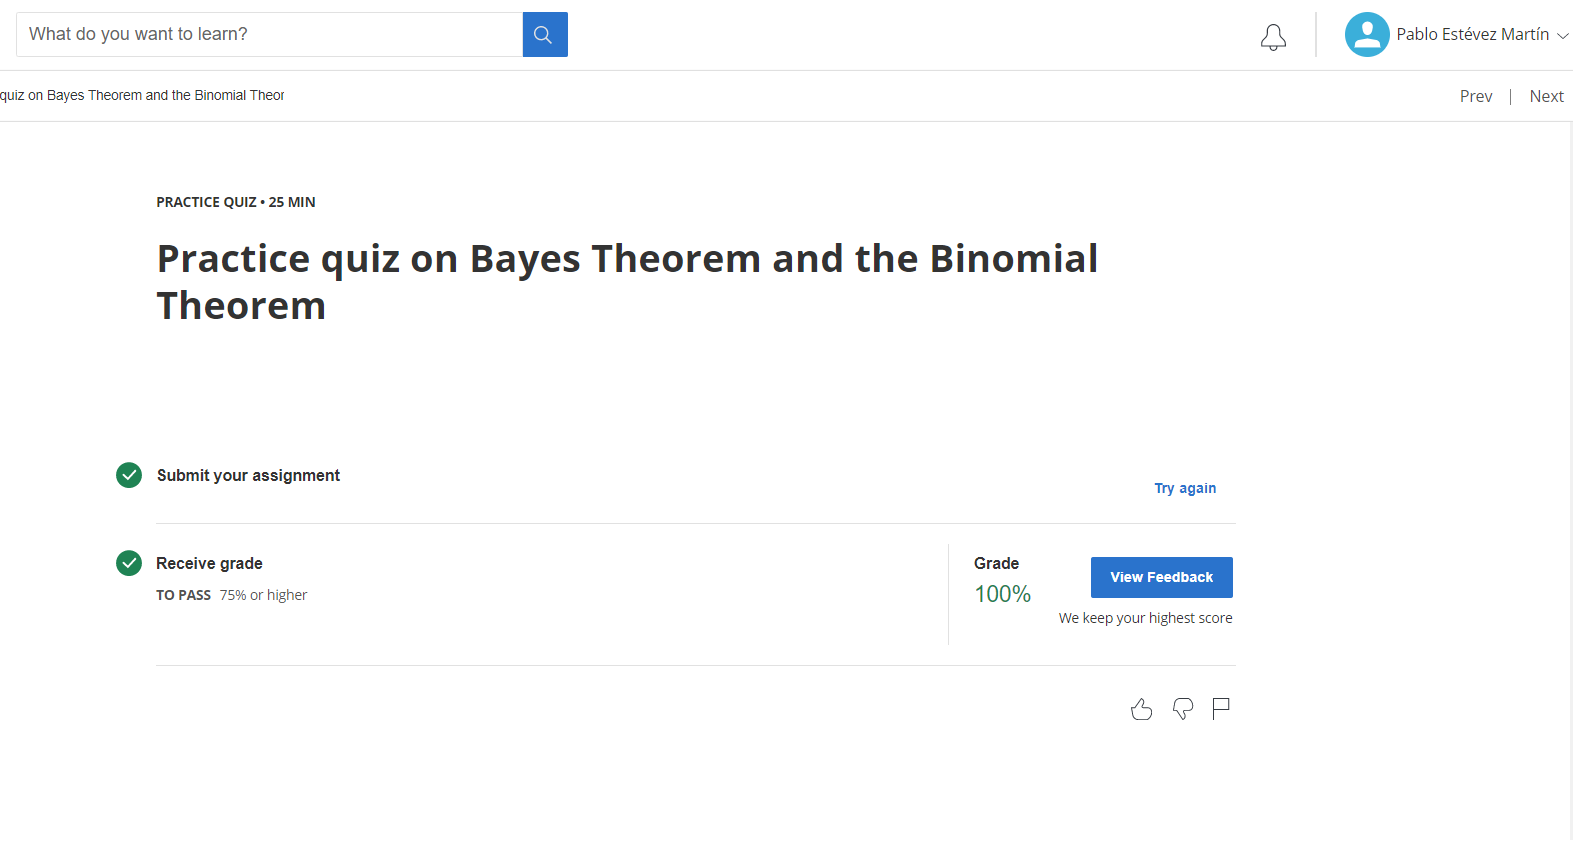 What do you want to learn?
Pablo Estévez Martín
quiz on Bayes Theorem and the Binomial Theor
Prev | Next
PRACTICE QUIZ • 25 MIN
Practice quiz on Bayes Theorem and the Binomial
Theorem
Submit your assignment
Try again
Receive grade
TO PASS 75% or higher
Grade
100%
View Feedback
We keep your highest score